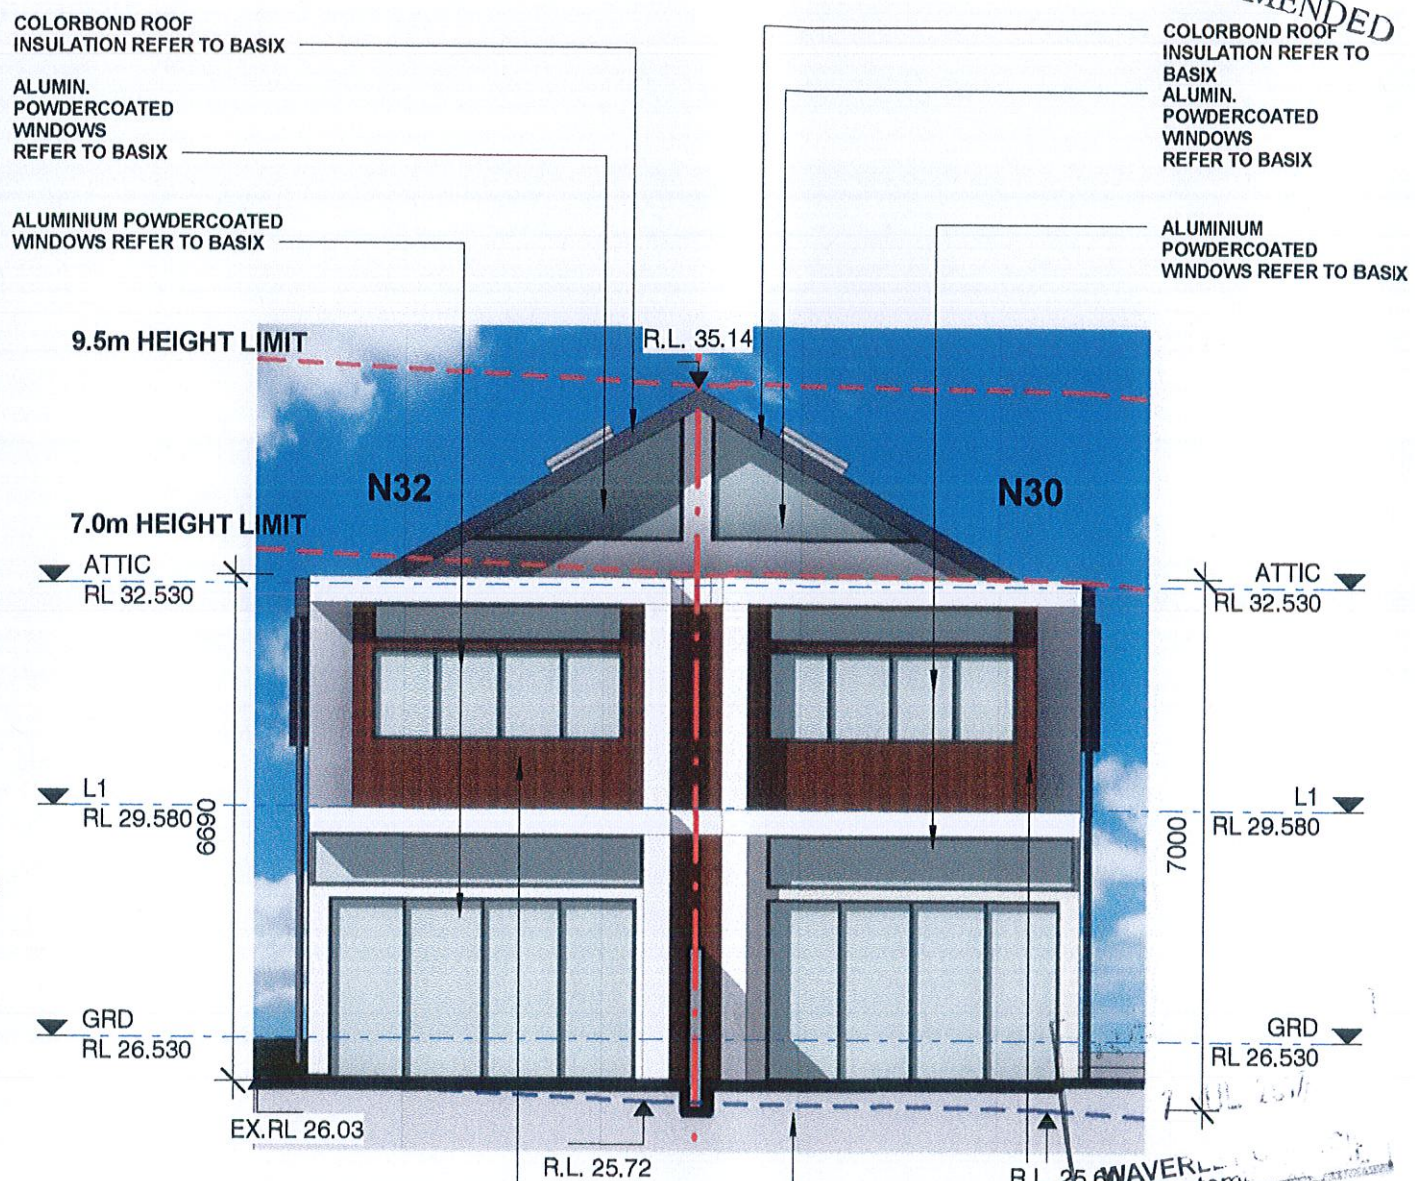 COLORBOND ROOF
INSULATION REFER TO BASIX
ALUMIN.
POWDERCOATED
WINDOWS
REFER TO BASIX
ALUMINIUM POWDERCOATED
WINDOWS REFER TO BASIX
COLORBOND ROOF
INSULATION REFER TO
BASIX
ALUMIN.
POWDERCOATED
WINDOWS
REFER TO BASIX
ALUMINIUM
POWDERCOATED
WINDOWS REFER TO BASIX
9.5m HEIGHT LIMIT
R.L. 35.14
N32
N30
7.0m HEIGHT LIMIT
ATTIC
RL 32.530
ATTIC
RL 32.530
L1
RL 29.580
6690
L1
RL 29.580
7000
GRD
RL 26.530
GRD
RL 26.530
EX.RL 26.03
R.L. 25.72
R.L.